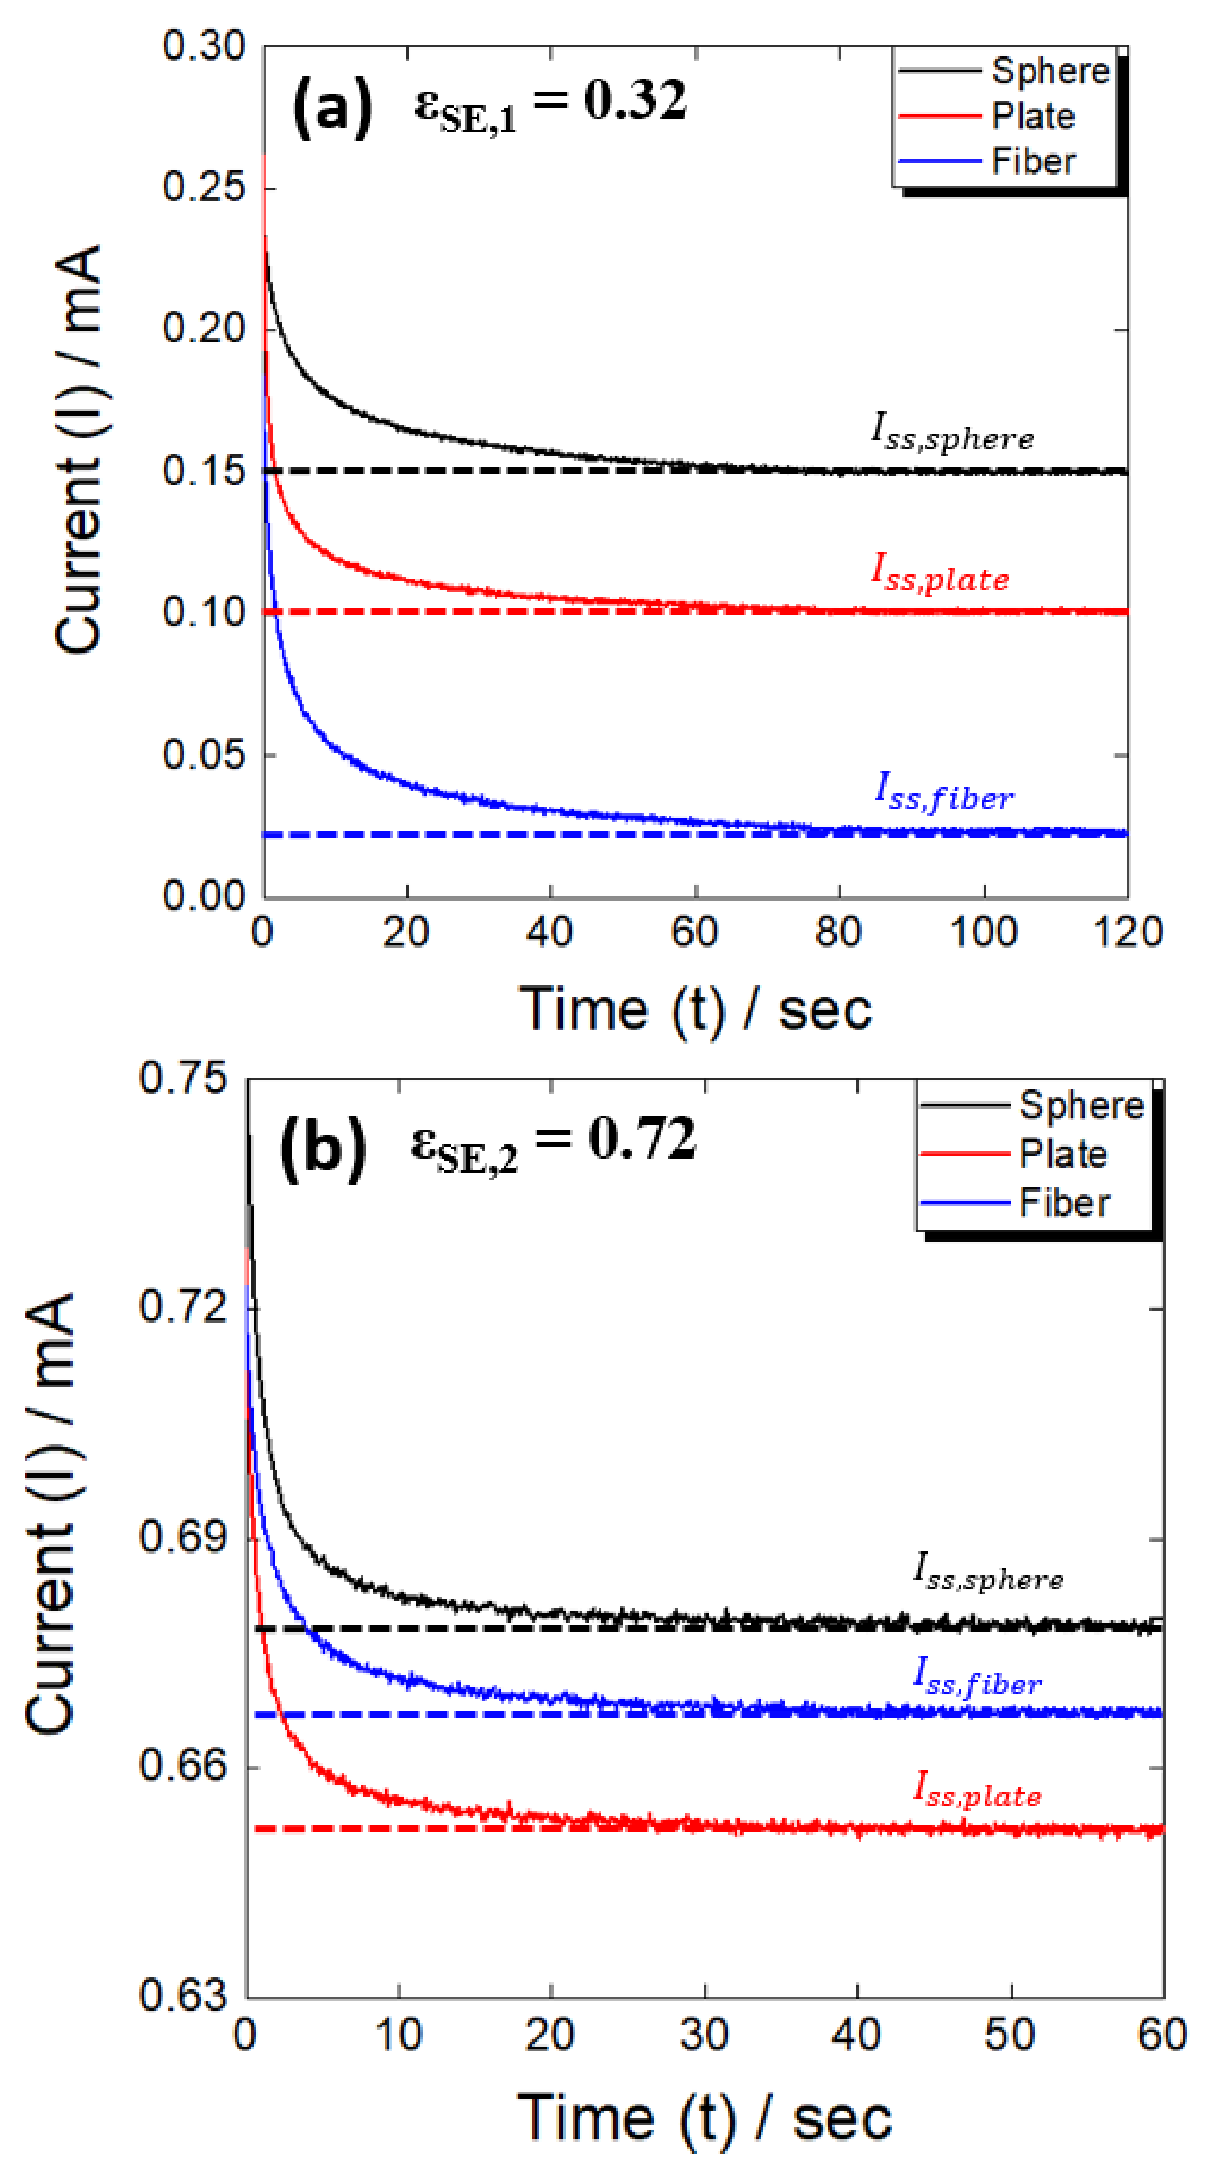 0.30
(a) εSE,1 = 0.32
Sphere
Plate
Fiber
0.25
0.20
0.15
0.10
0.05
0.00
Current (I) / mA
Iss,sphere
Iss,plate
Iss,fiber
0 20 40 60 80 100 120
Time (t) / sec
0.75
(b) εSE,2 = 0.72
Sphere
Plate
Fiber
0.72
0.69
0.66
0.63
Current (I) / mA
Iss,sphere
Iss,fiber
Iss,plate
0 10 20 30 40 50 60
Time (t) / sec